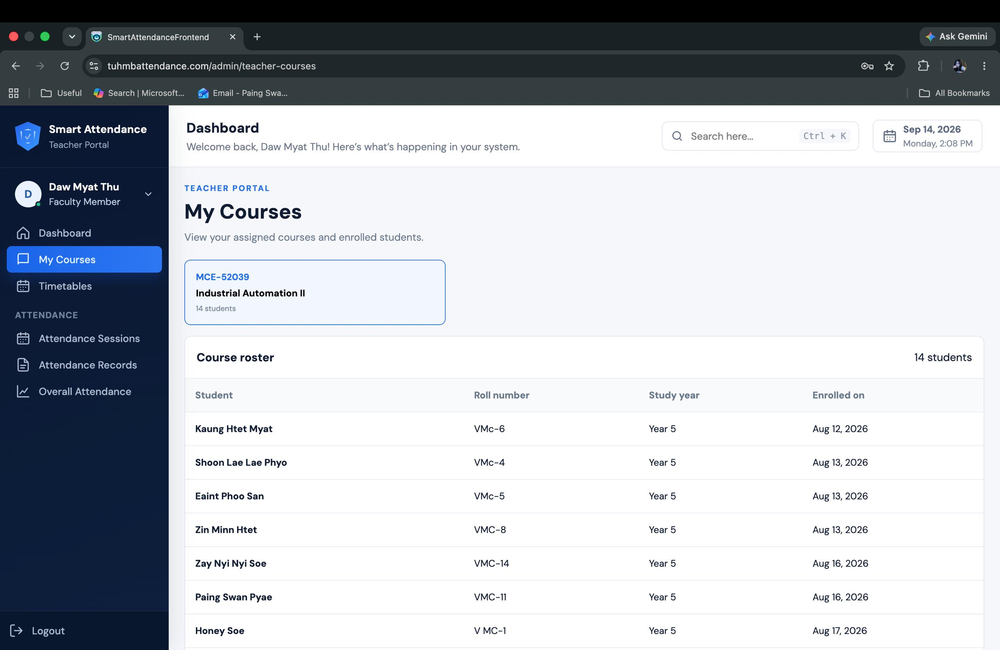 SmartAttendanceFrontend
Ask Gemini
tuhmbattendance.com/admin/teacher-courses
Useful
Search | Microsoft...
Email - Paing Swa...
All Bookmarks
Smart Attendance
Teacher Portal
D
Daw Myat Thu
Faculty Member
Dashboard
My Courses
Timetables
ATTENDANCE
Attendance Sessions
Attendance Records
Overall Attendance
Logout
Dashboard
Welcome back, Daw Myat Thu! Here’s what’s happening in your system.
Search here...
Ctrl + K
Sep 14, 2026
Monday, 2:08 PM
TEACHER PORTAL
My Courses
View your assigned courses and enrolled students.
MCE-52039
Industrial Automation II
14 students
Course roster 14 students
Student Roll number Study year Enrolled on
Kaung Htet Myat VMc-6 Year 5 Aug 12, 2026
Shoon Lae Lae Phyo VMc-4 Year 5 Aug 13, 2026
Eaint Phoo San VMc-5 Year 5 Aug 13, 2026
Zin Minn Htet VMC-8 Year 5 Aug 13, 2026
Zay Nyi Nyi Soe VMC-14 Year 5 Aug 16, 2026
Paing Swan Pyae VMC-11 Year 5 Aug 16, 2026
Honey Soe V MC-1 Year 5 Aug 17, 2026